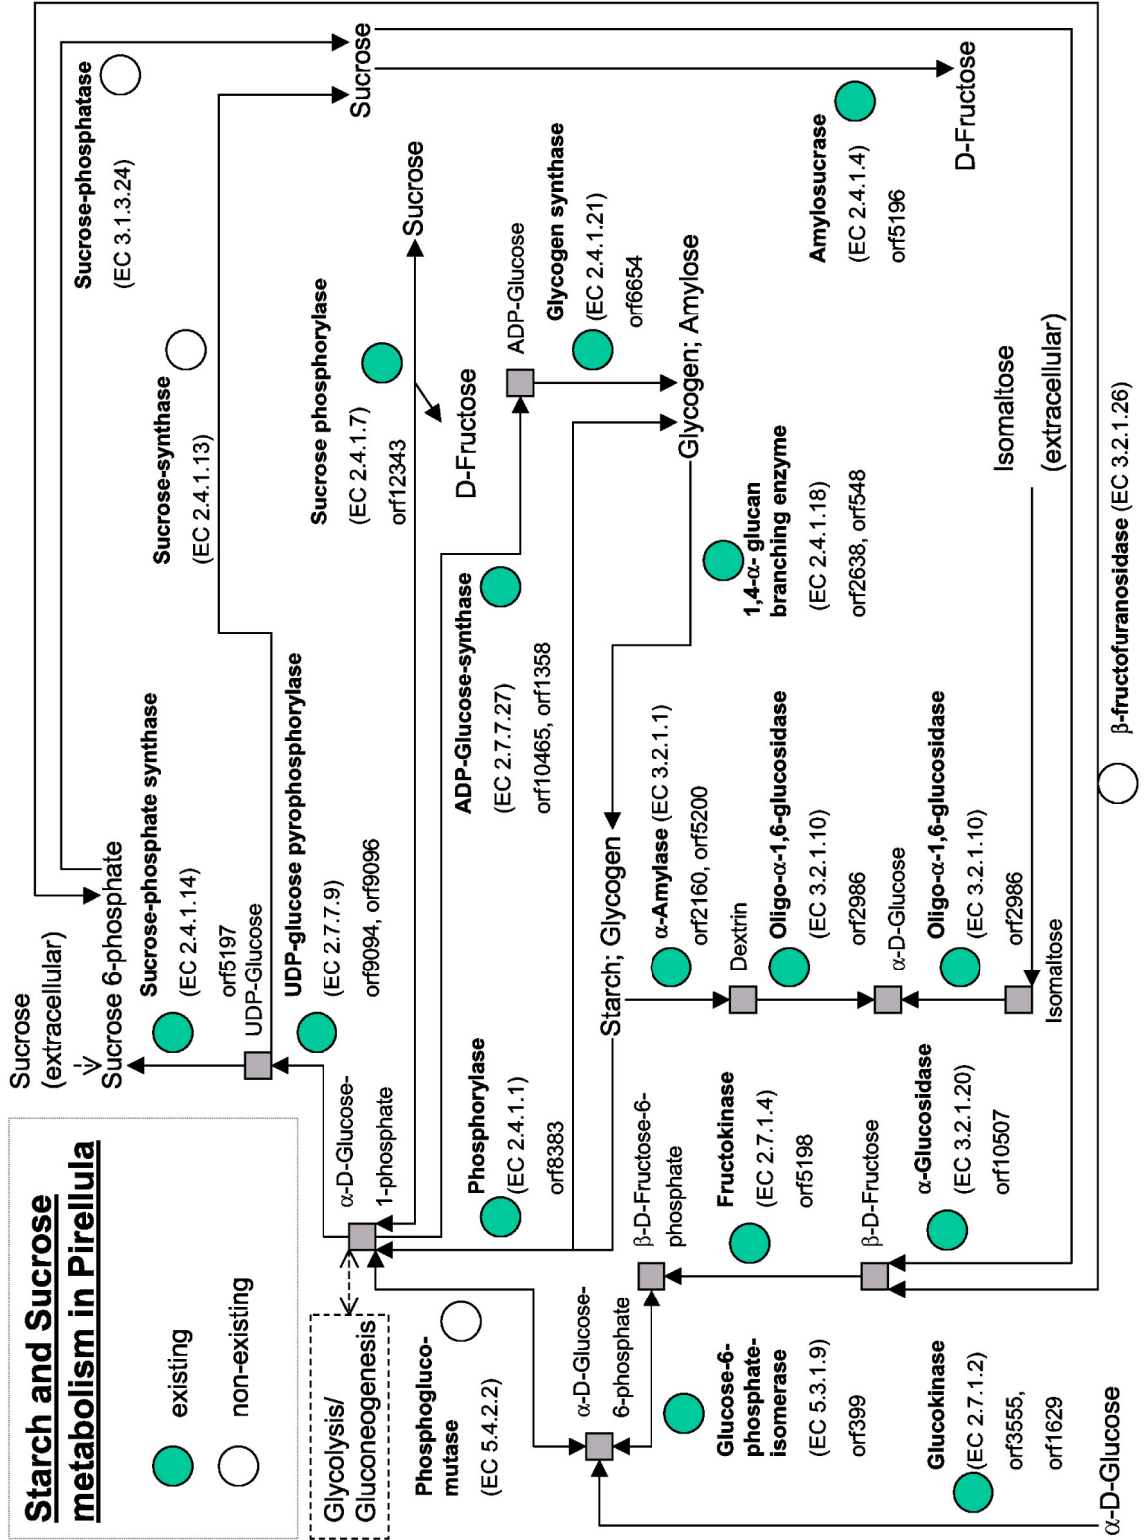 Starch and Sucrose
metabolism in Pirellula
existing
non-existing
Sucrose
(extracellular)
Sucrose 6-phosphate
Sucrose-phosphate synthase
(EC 2.4.1.14)
orf5197
UDP-Glucose
UDP-glucose pyrophosphorylase
(EC 2.7.7.9)
orf9094, orf9096
Sucrose-phosphatase
(EC 3.1.3.24)
Sucrose-synthase
(EC 2.4.1.13)
Sucrose
Sucrose phosphorylase
(EC 2.4.1.7)
orf12343
Sucrose
D-Fructose
α-D-Glucose-
1-phosphate
Glycolysis/
Gluconeogenesis
Phosphogluco-
mutase
(EC 5.4.2.2)
Phosphorylase
(EC 2.4.1.1)
orf8383
ADP-Glucose-synthase
(EC 2.7.7.27)
orf10465, orf1358
ADP-Glucose
Glycogen synthase
(EC 2.4.1.21)
orf6654
Glycogen; Amylose
1,4-α- glucan
branching enzyme
(EC 2.4.1.18)
orf2638, orf548
Amylosucrase
(EC 2.4.1.4)
orf5196
D-Fructose
Starch; Glycogen
α-Amylase (EC 3.2.1.1)
orf2160, orf5200
Dextrin
Oligo-α-1,6-glucosidase
(EC 3.2.1.10)
orf2986
α-D-Glucose
Oligo-α-1,6-glucosidase
(EC 3.2.1.10)
orf2986
Isomaltose
Isomaltose
(extracellular)
α-D-Glucose-
6-phosphate
β-D-Fructose-6-
phosphate
Glucose-6-
phosphate-
isomerase
(EC 5.3.1.9)
orf399
Fructokinase
(EC 2.7.1.4)
orf5198
β-D-Fructose
α-Glucosidase
(EC 3.2.1.20)
orf10507
Glucokinase
(EC 2.7.1.2)
orf3555,
orf1629
α-D-Glucose
β-fructofuranosidase (EC 3.2.1.26)